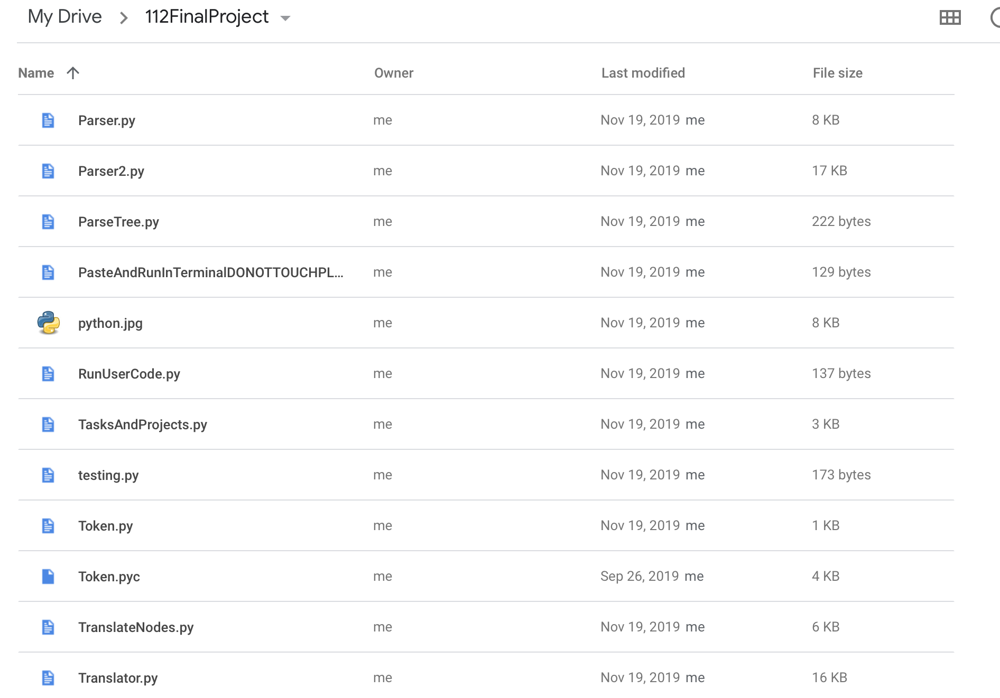 My Drive > 112FinalProject
Name Owner Last modified File size
Parser.py me Nov 19, 2019 me 8 KB
Parser2.py me Nov 19, 2019 me 17 KB
ParseTree.py me Nov 19, 2019 me 222 bytes
PasteAndRunInTerminalDONOTTOUCHPL... me Nov 19, 2019 me 129 bytes
python.jpg me Nov 19, 2019 me 8 KB
RunUserCode.py me Nov 19, 2019 me 137 bytes
TasksAndProjects.py me Nov 19, 2019 me 3 KB
testing.py me Nov 19, 2019 me 173 bytes
Token.py me Nov 19, 2019 me 1 KB
Token.pyc me Sep 26, 2019 me 4 KB
TranslateNodes.py me Nov 19, 2019 me 6 KB
Translator.py me Nov 19, 2019 me 16 KB